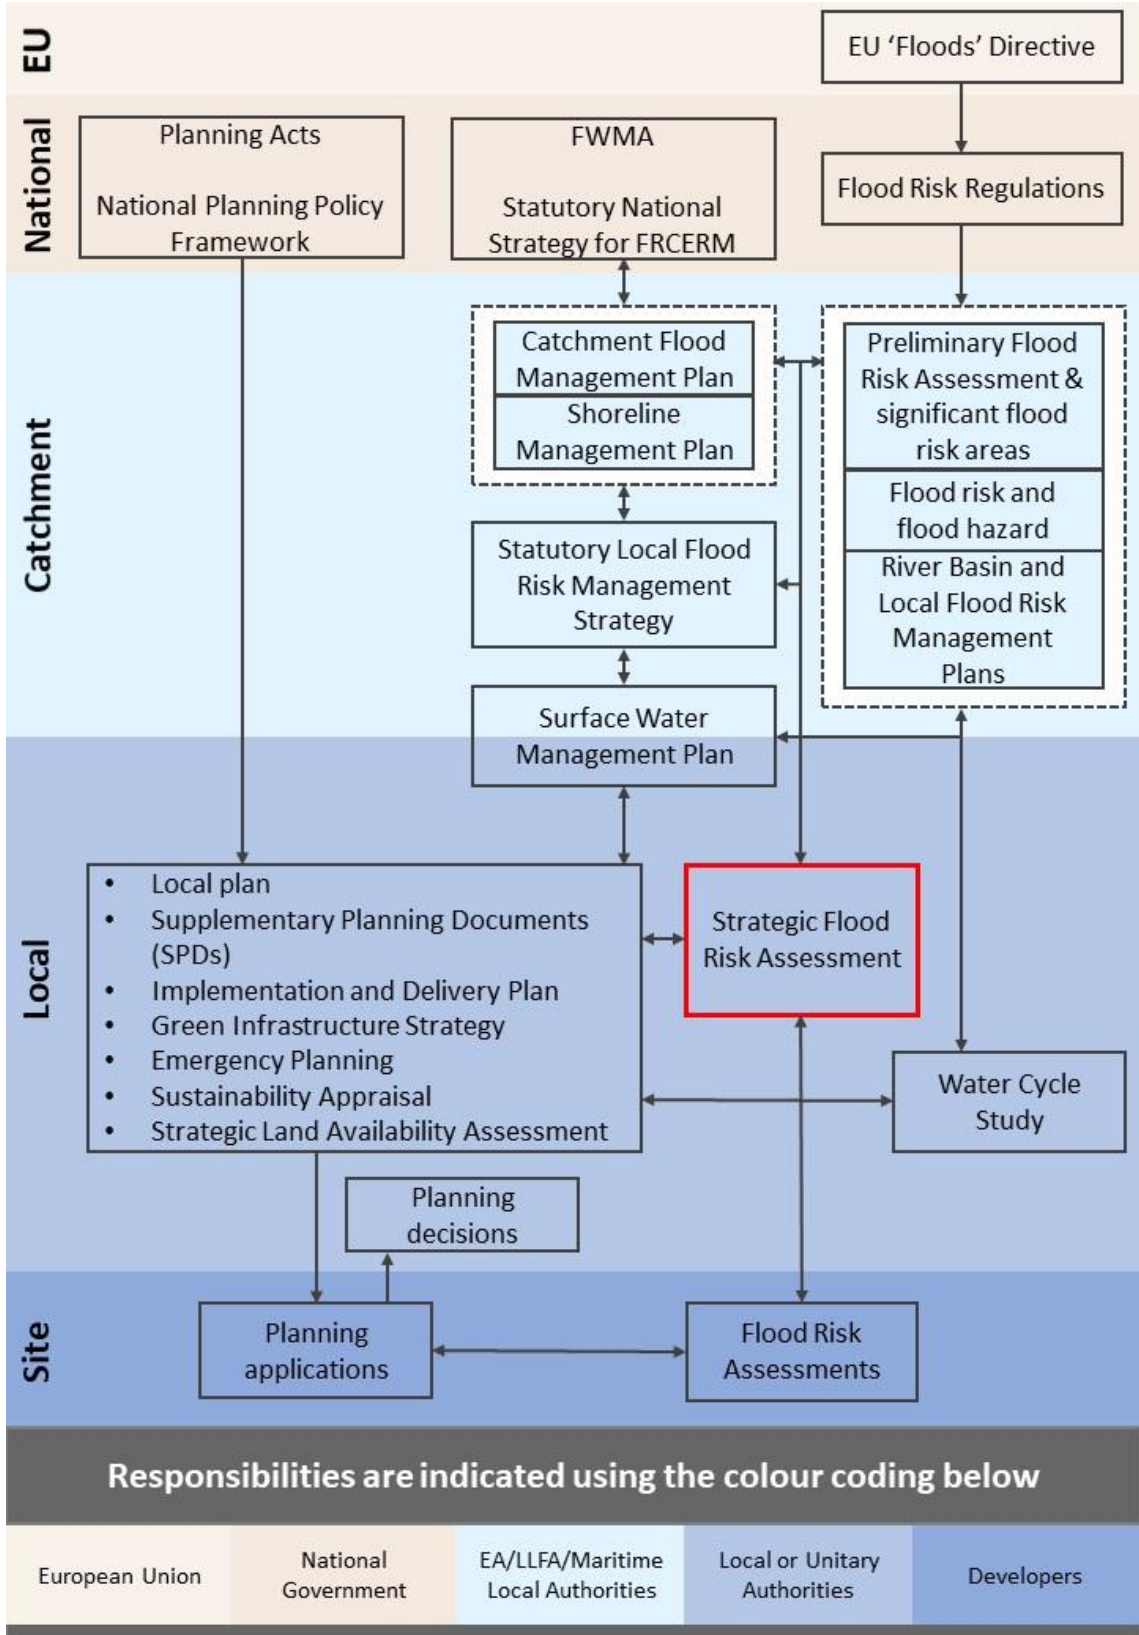 EU
EU ‘Floods’ Directive
National
Planning Acts
National Planning Policy
Framework
FWMA
Statutory National
Strategy for FRCERM
Flood Risk Regulations
Catchment
Catchment Flood
Management Plan
Shoreline
Management Plan
Preliminary Flood
Risk Assessment &
significant flood
risk areas
Flood risk and
flood hazard
River Basin and
Local Flood Risk
Management
Plans
Statutory Local Flood
Risk Management
Strategy
Surface Water
Management Plan
Local
• Local plan
• Supplementary Planning Documents
(SPDs)
• Implementation and Delivery Plan
• Green Infrastructure Strategy
• Emergency Planning
• Sustainability Appraisal
• Strategic Land Availability Assessment
Strategic Flood
Risk Assessment
Water Cycle
Study
Planning
decisions
Site
Planning
applications
Flood Risk
Assessments
Responsibilities are indicated using the colour coding below
European Union
National
Government
EA/LLFA/Maritime
Local Authorities
Local or Unitary
Authorities
Developers